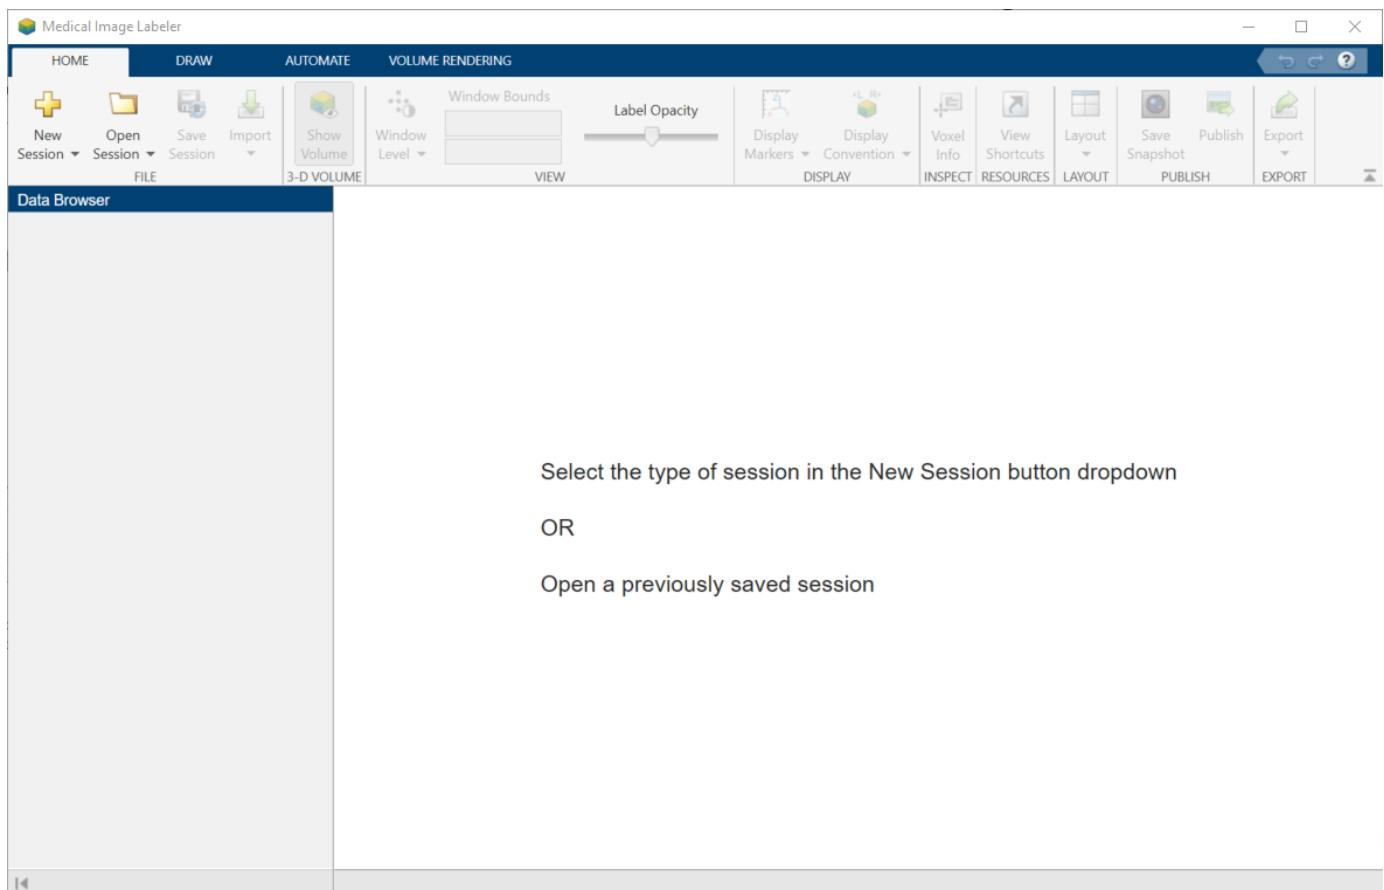 Medical Image Labeler
HOME DRAW AUTOMATE VOLUME RENDERING
New Session
Open Session
Save Session
Import
FILE
Show Volume
3-D VOLUME
Window Level
Window Bounds
Label Opacity
VIEW
Display Markers
Display Convention
DISPLAY
Voxel Info
INSPECT
View Shortcuts
RESOURCES
Layout
LAYOUT
Save Snapshot
Publish
PUBLISH
Export
EXPORT
Data Browser
Select the type of session in the New Session button dropdown
OR
Open a previously saved session